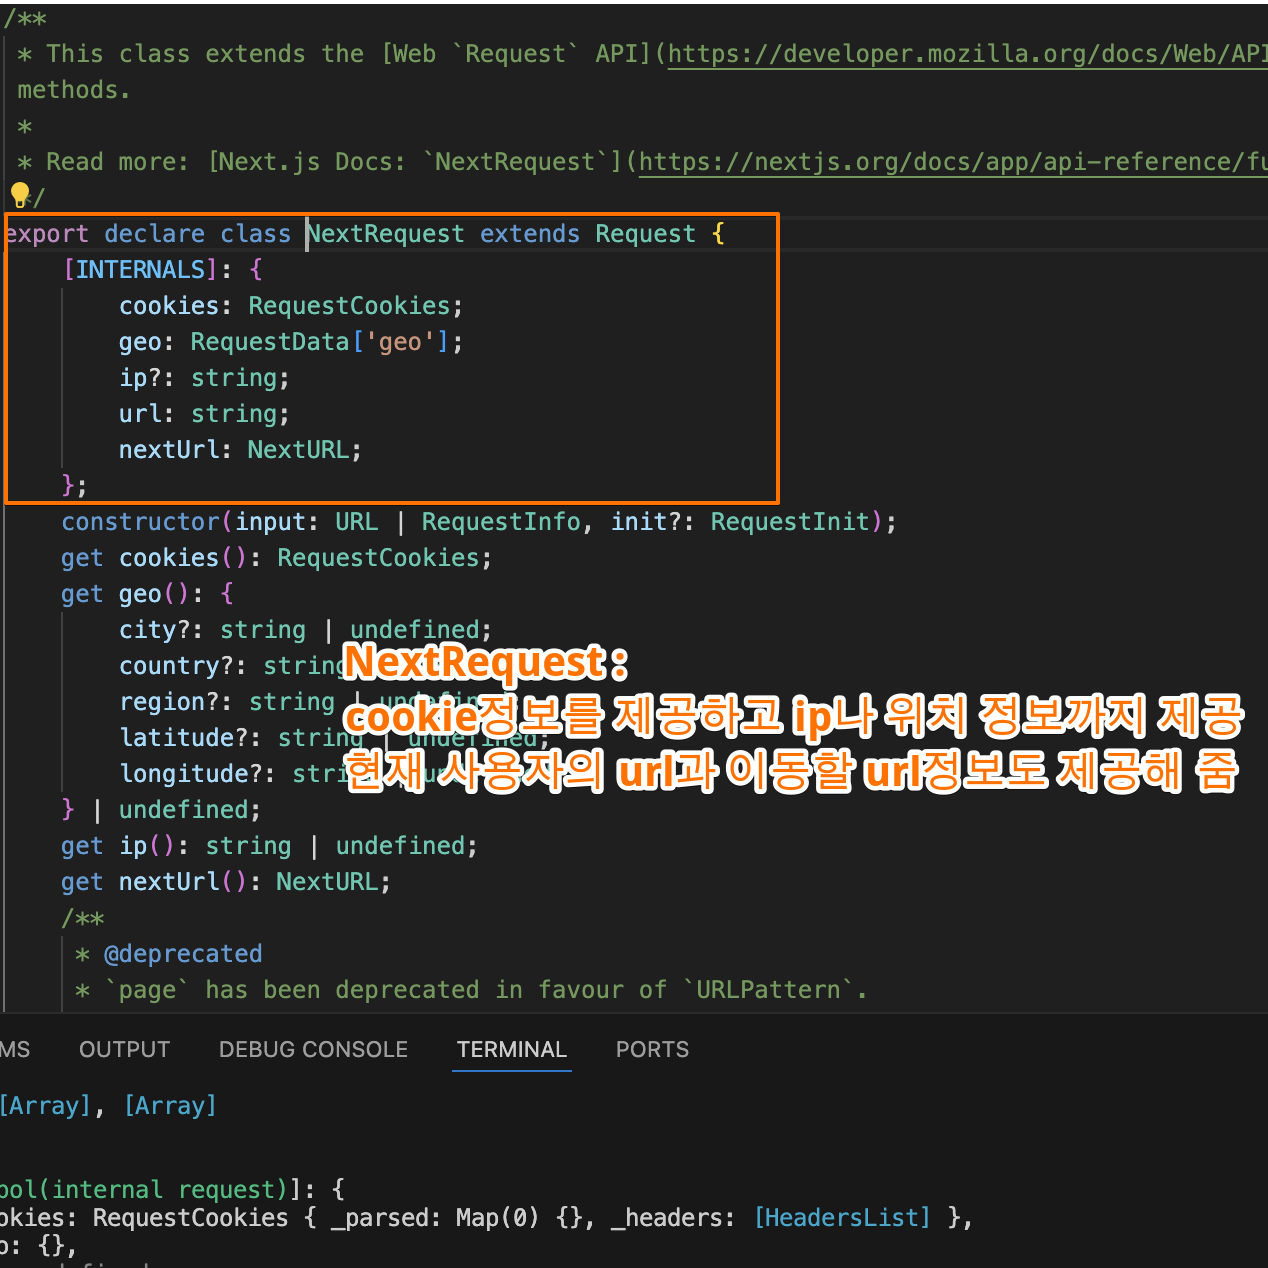 /**
* This class extends the [Web `Request` API](https://developer.mozilla.org/docs/Web/API
methods.
*
* Read more: [Next.js Docs: `NextRequest`](https://nextjs.org/docs/app/api-reference/fu
*/
export declare class NextRequest extends Request {
[INTERNALS]: {
cookies: RequestCookies;
geo: RequestData['geo'];
ip?: string;
url: string;
nextUrl: NextURL;
};
constructor(input: URL | RequestInfo, init?: RequestInit);
get cookies(): RequestCookies;
get geo(): {
city?: string | undefined;
country?: string
NextRequest :
region?: string | undefined;
cookie정보를 제공하고 ip나 위치 정보까지 제공
latitude?: string | undefined;
longitude?: stri
현재 사용자의 url과 이동할 url정보도 제공해 줌
} | undefined;
get ip(): string | undefined;
get nextUrl(): NextURL;
/**
* @deprecated
* `page` has been deprecated in favour of `URLPattern`.
MS OUTPUT DEBUG CONSOLE TERMINAL PORTS
[Array], [Array]
bol(internal request)]: {
okies: RequestCookies { _parsed: Map(0) {}, _headers: [HeadersList] },
o: {},